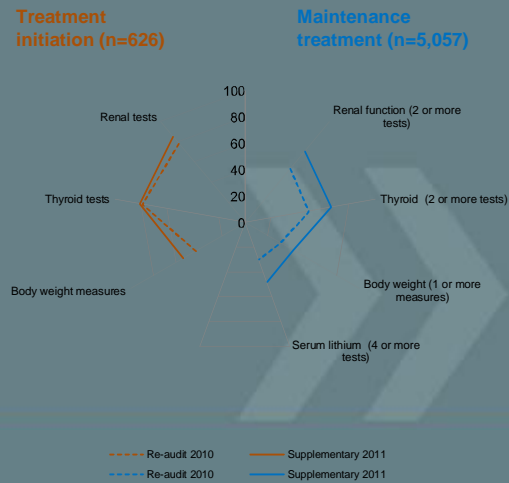 Treatment
initiation (n=626)
Maintenance
treatment (n=5,057)
100
80
60
40
20
0
Renal tests
Renal function (2 or more
tests)
Thyroid tests
Thyroid (2 or more tests)
Body weight measures
Body weight (1 or more
measures)
Serum lithium (4 or more
tests)
Re-audit 2010
Supplementary 2011
Re-audit 2010
Supplementary 2011